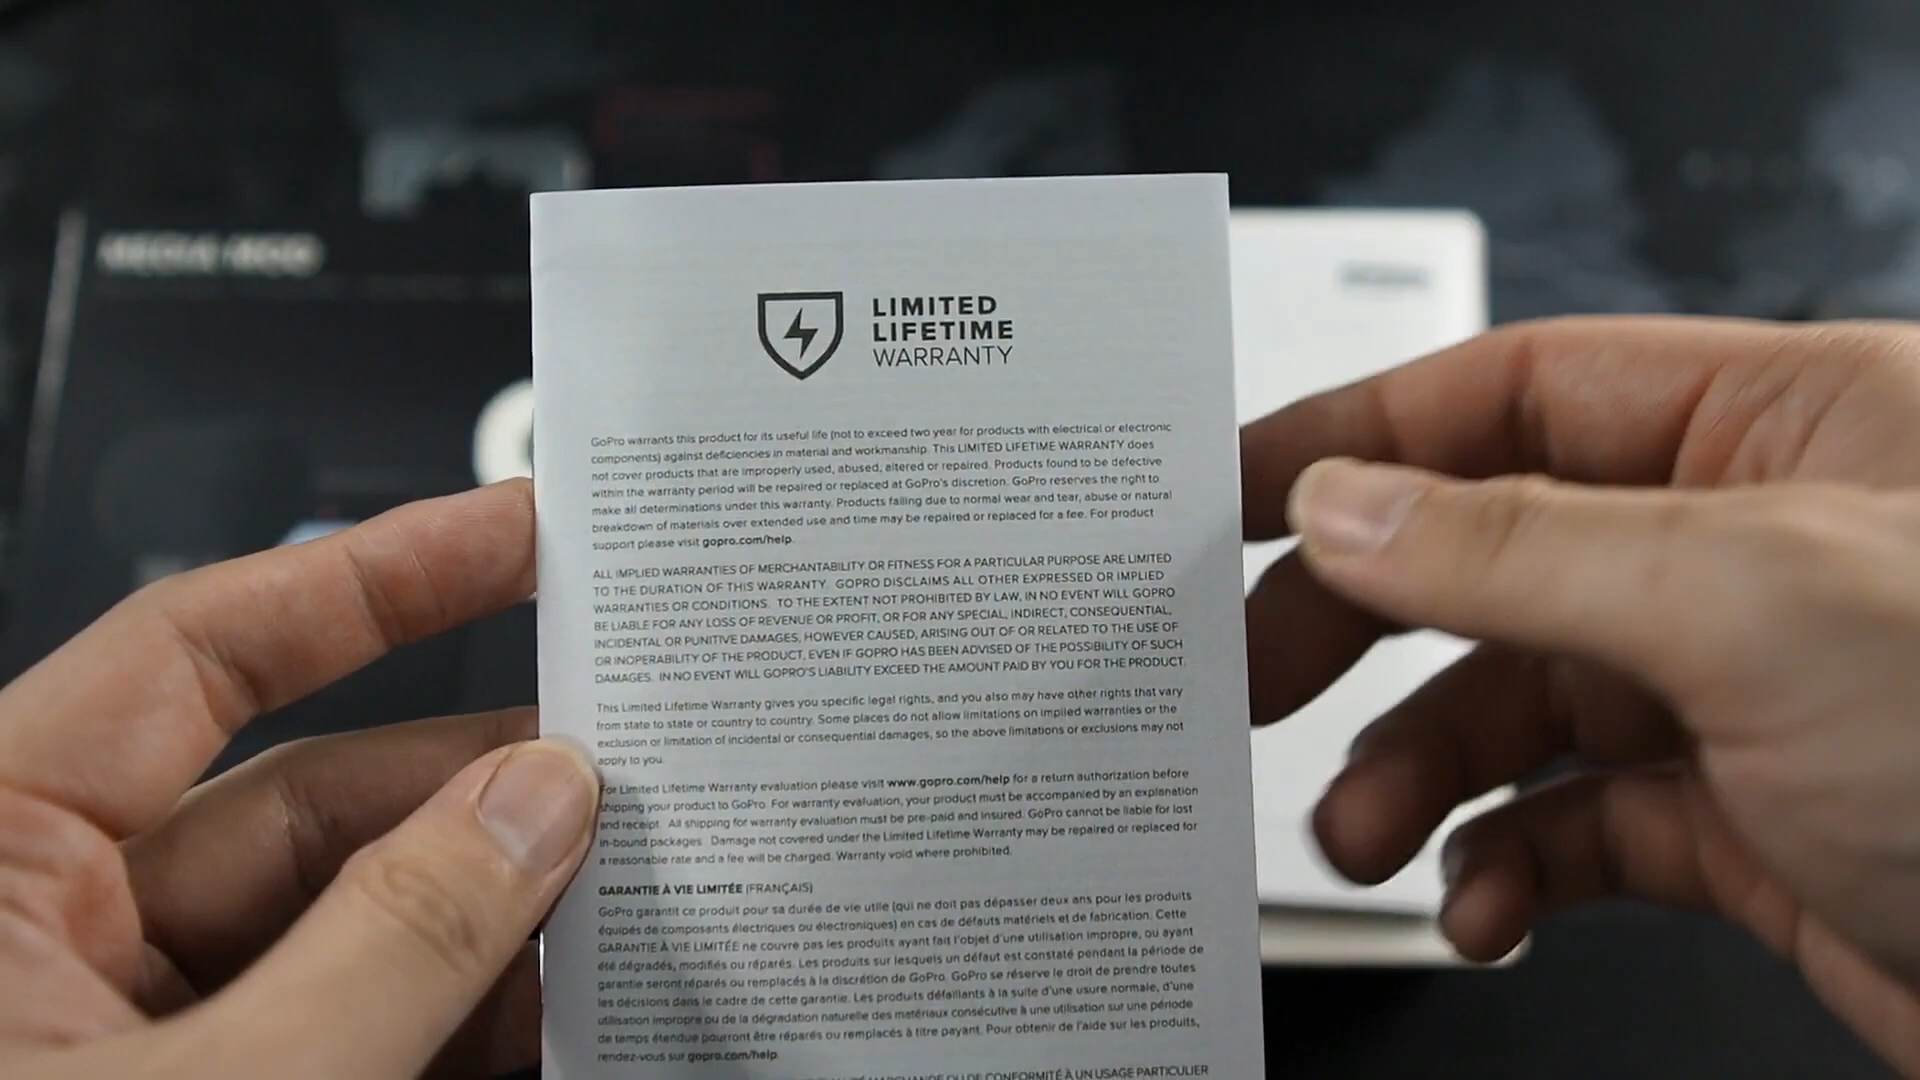 MEDIA MOD
LIMITED
LIFETIME
WARRANTY
GoPro warrants this product for its useful life (not to exceed two year for products with electrical or electronic
components) against deficiencies in material and workmanship. This LIMITED LIFETIME WARRANTY does
not cover products that are improperly used, abused, altered or repaired. Products found to be defective
within the warranty period will be repaired or replaced at GoPro's discretion. GoPro reserves the right to
make all determinations under this warranty. Products failing due to normal wear and tear, abuse or natural
breakdown of materials over extended use and time may be repaired or replaced for a fee. For product
support please visit gopro.com/help.
ALL IMPLIED WARRANTIES OF MERCHANTABILITY OR FITNESS FOR A PARTICULAR PURPOSE ARE LIMITED
TO THE DURATION OF THIS WARRANTY. GOPRO DISCLAIMS ALL OTHER EXPRESSED OR IMPLIED
WARRANTIES OR CONDITIONS. TO THE EXTENT NOT PROHIBITED BY LAW, IN NO EVENT WILL GOPRO
BE LIABLE FOR ANY LOSS OF REVENUE OR PROFIT, OR FOR ANY SPECIAL, INDIRECT, CONSEQUENTIAL,
INCIDENTAL OR PUNITIVE DAMAGES, HOWEVER CAUSED, ARISING OUT OF OR RELATED TO THE USE OF
OR INOPERABILITY OF THE PRODUCT, EVEN IF GOPRO HAS BEEN ADVISED OF THE POSSIBILITY OF SUCH
DAMAGES. IN NO EVENT WILL GOPRO'S LIABILITY EXCEED THE AMOUNT PAID BY YOU FOR THE PRODUCT.
This Limited Lifetime Warranty gives you specific legal rights, and you also may have other rights that vary
from state to state or country to country. Some places do not allow limitations on implied warranties or the
exclusion or limitation of incidental or consequential damages, so the above limitations or exclusions may not
apply to you.
For Limited Lifetime Warranty evaluation please visit www.gopro.com/help for a return authorization before
shipping your product to GoPro. For warranty evaluation, your product must be accompanied by an explanation
and receipt. All shipping for warranty evaluation must be pre-paid and insured. GoPro cannot be liable for lost
in-bound packages. Damage not covered under the Limited Lifetime Warranty may be repaired or replaced for
a reasonable rate and a fee will be charged. Warranty void where prohibited.
GARANTIE À VIE LIMITÉE (FRANÇAIS)
GoPro garantit ce produit pour sa durée de vie utile (qui ne doit pas dépasser deux ans pour les produits
équipés de composants électriques ou électroniques) en cas de défauts matériels et de fabrication. Cette
GARANTIE À VIE LIMITÉE ne couvre pas les produits ayant fait l'objet d'une utilisation impropre, ou ayant
été dégradés, modifiés ou réparés. Les produits sur lesquels un défaut est constaté pendant la période de
garantie seront réparés ou remplacés à la discrétion de GoPro. GoPro se réserve le droit de prendre toutes
les décisions dans le cadre de cette garantie. Les produits défaillants à la suite d'une usure normale, d'une
utilisation impropre ou de la dégradation naturelle des matériaux consécutive à une utilisation sur une période
de temps étendue pourront être réparés ou remplacés à titre payant. Pour obtenir de l'aide sur les produits,
rendez-vous sur gopro.com/help.
MARCHANDE OU DE CONFORMITÉ À UN USAGE PARTICULIER